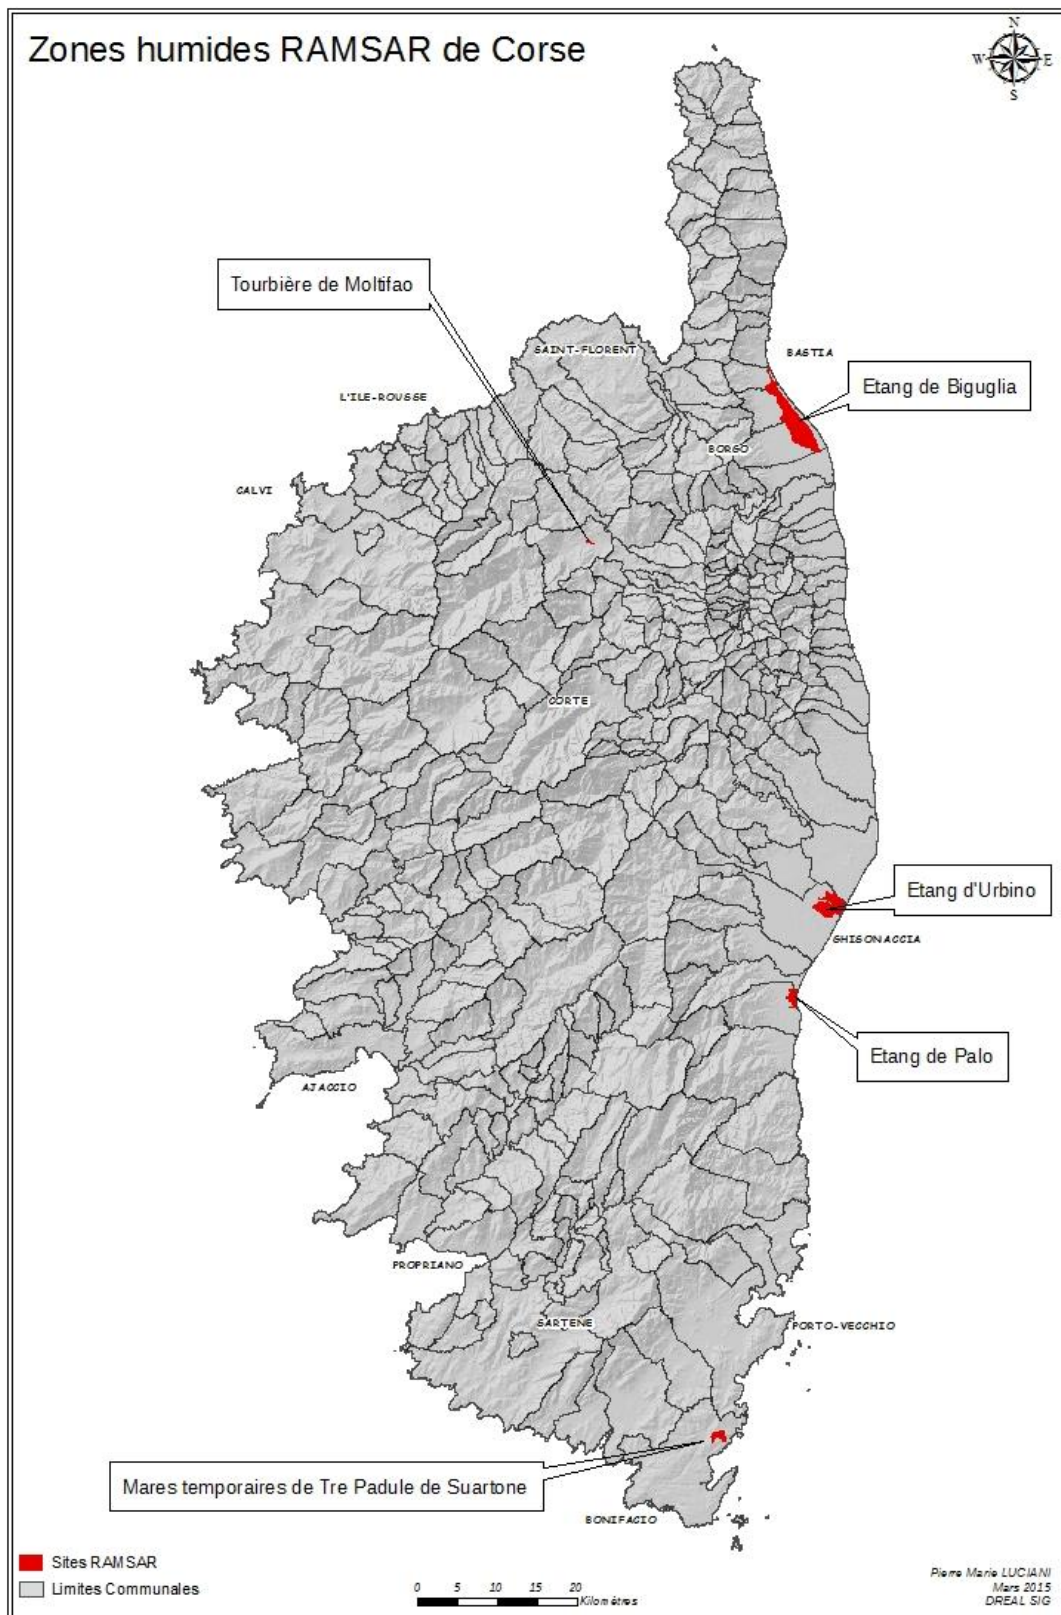 Zones humides RAMSAR de Corse
N
W E
S
Tourbière de Moltifao
SAINT-FLORENT
BASTIA
Etang de Biguglia
L'ILE-ROUSSE
BORGO
CALVI
CORTE
Etang d'Urbino
GHISONACCIA
Etang de Palo
AJACCIO
PROPRIANO
SARTENE
PORTO-VECCHIO
Mares temporaires de Tre Padule de Suartone
BONIFACIO
Sites RAMSAR
Limites Communales
0 5 10 15 20
Kilomètres
Pierre Marie LUCIANI
Mars 2015
DREAL SIG